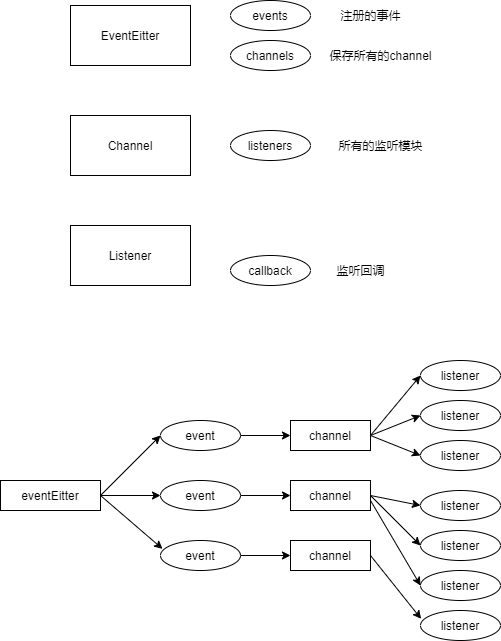 EventEitter
events
注册的事件
channels
保存所有的channel
Channel
listeners
所有的监听模块
Listener
callback
监听回调
listener
listener
event
channel
listener
eventEitter
event
channel
listener
listener
event
channel
listener
listener